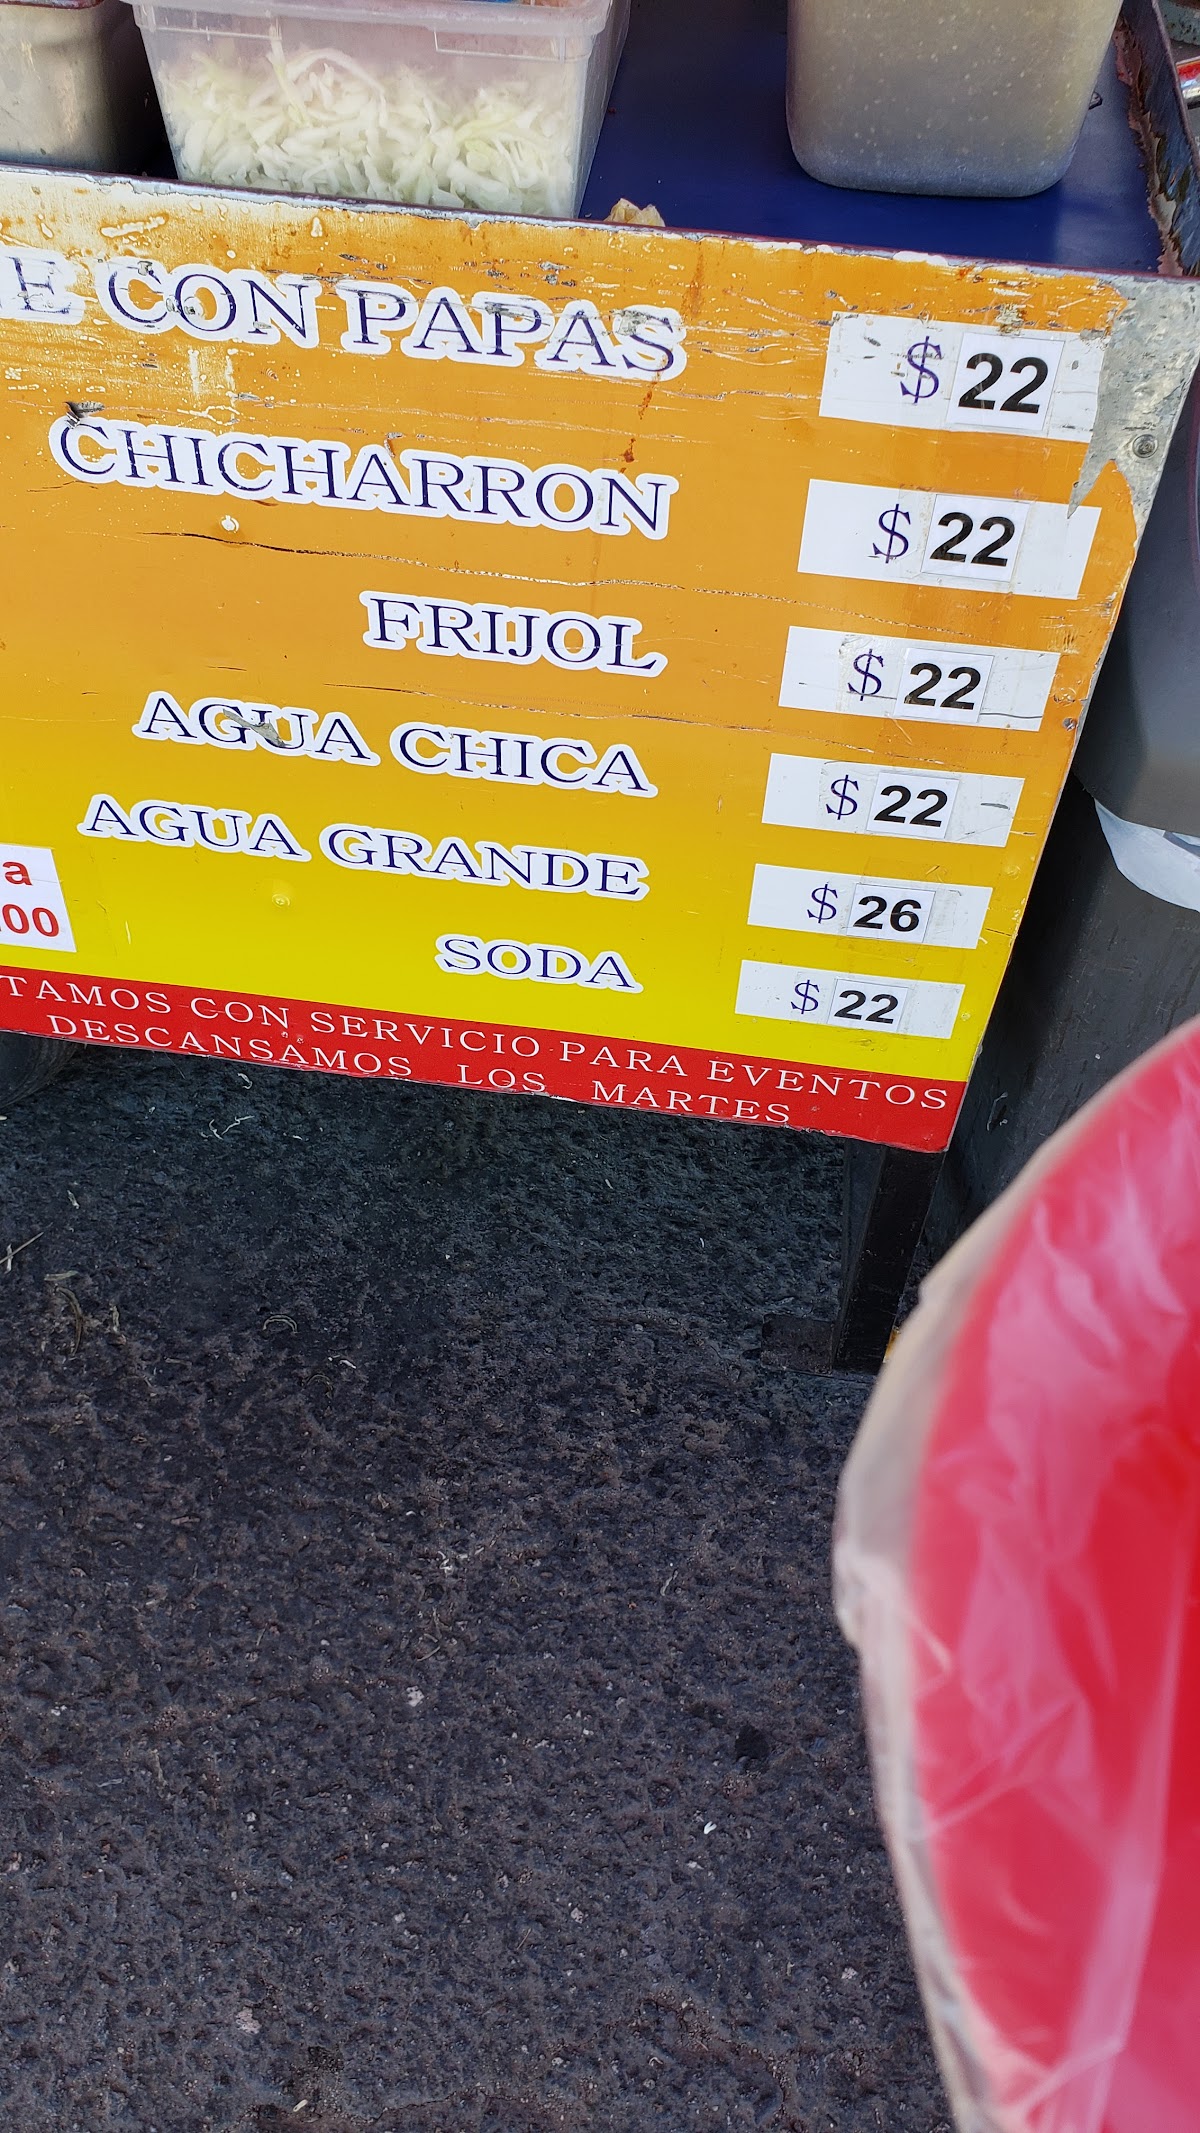 E CON PAPAS $ 22
CHICHARRON $ 22
FRIJOL $ 22
AGUA CHICA $ 22
AGUA GRANDE $ 26
a
.00
SODA $ 22
TAMOS CON SERVICIO PARA EVENTOS
DESCANSAMOS LOS MARTES